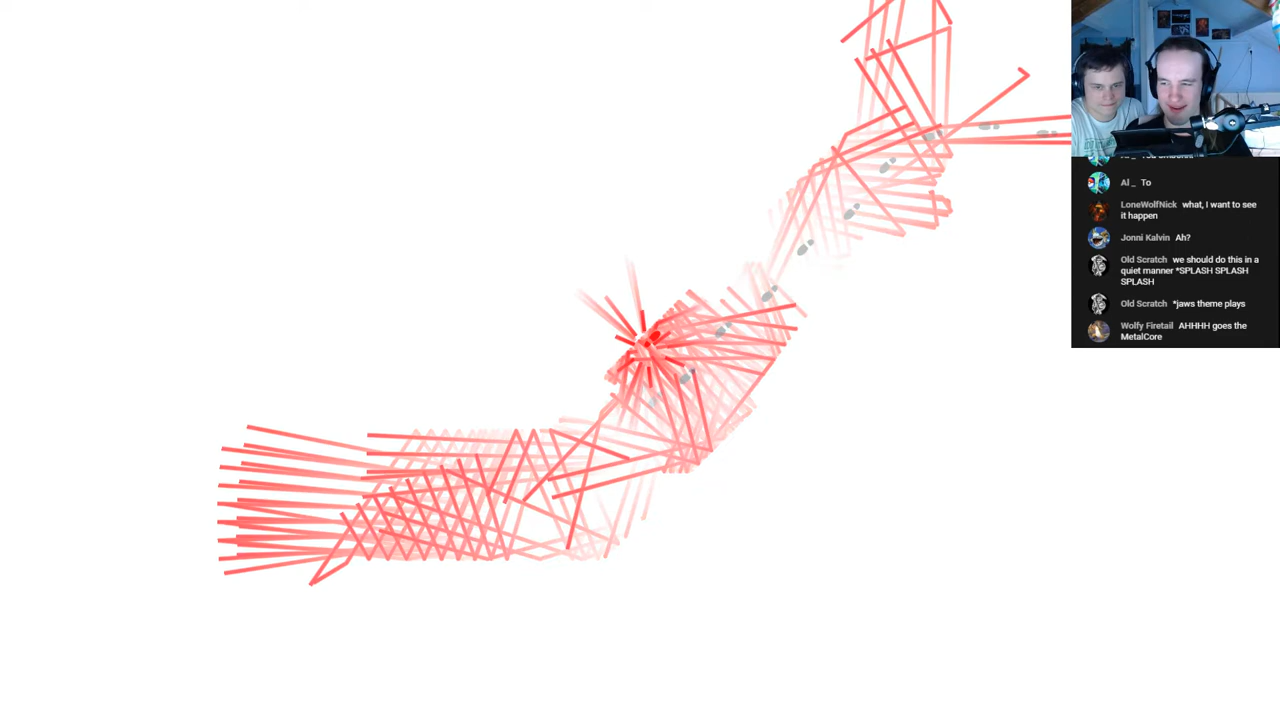 Al _ To
LoneWolfNick what, I want to see
it happen
Jonni Kalvin Ah?
Old Scratch we should do this in a
quiet manner *SPLASH SPLASH
SPLASH
Old Scratch *jaws theme plays
Wolfy Firetail AHHHH goes the
MetalCore